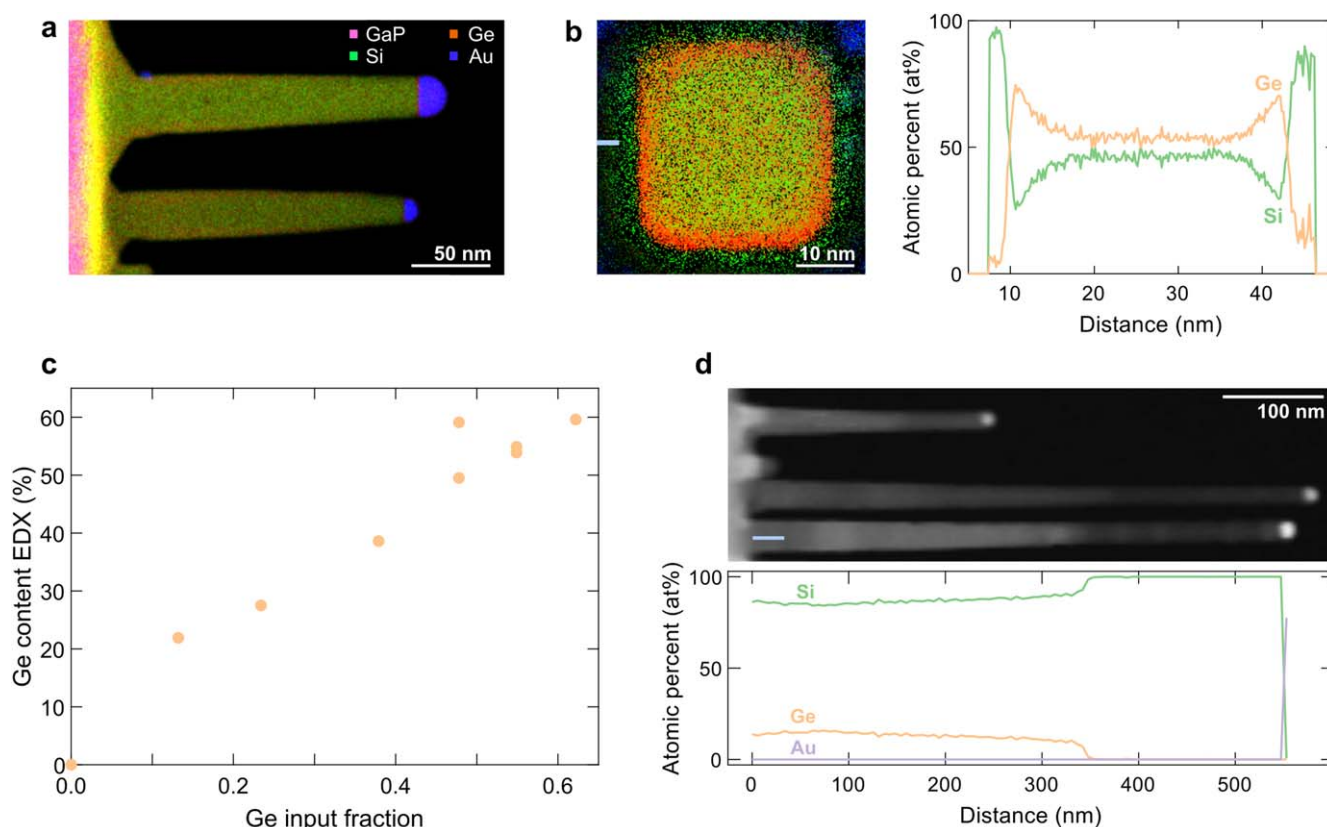 a
GaP
Ge
Si
Au
50 nm
b
10 nm
Atomic percent (at%)
100
50
0
Ge
Si
10
20
30
40
Distance (nm)
c
Ge content EDX (%)
60
50
40
30
20
10
0
0.0
0.2
0.4
0.6
Ge input fraction
d
100 nm
Atomic percent (at%)
100
50
0
Si
Ge
Au
0
100
200
300
400
500
Distance (nm)